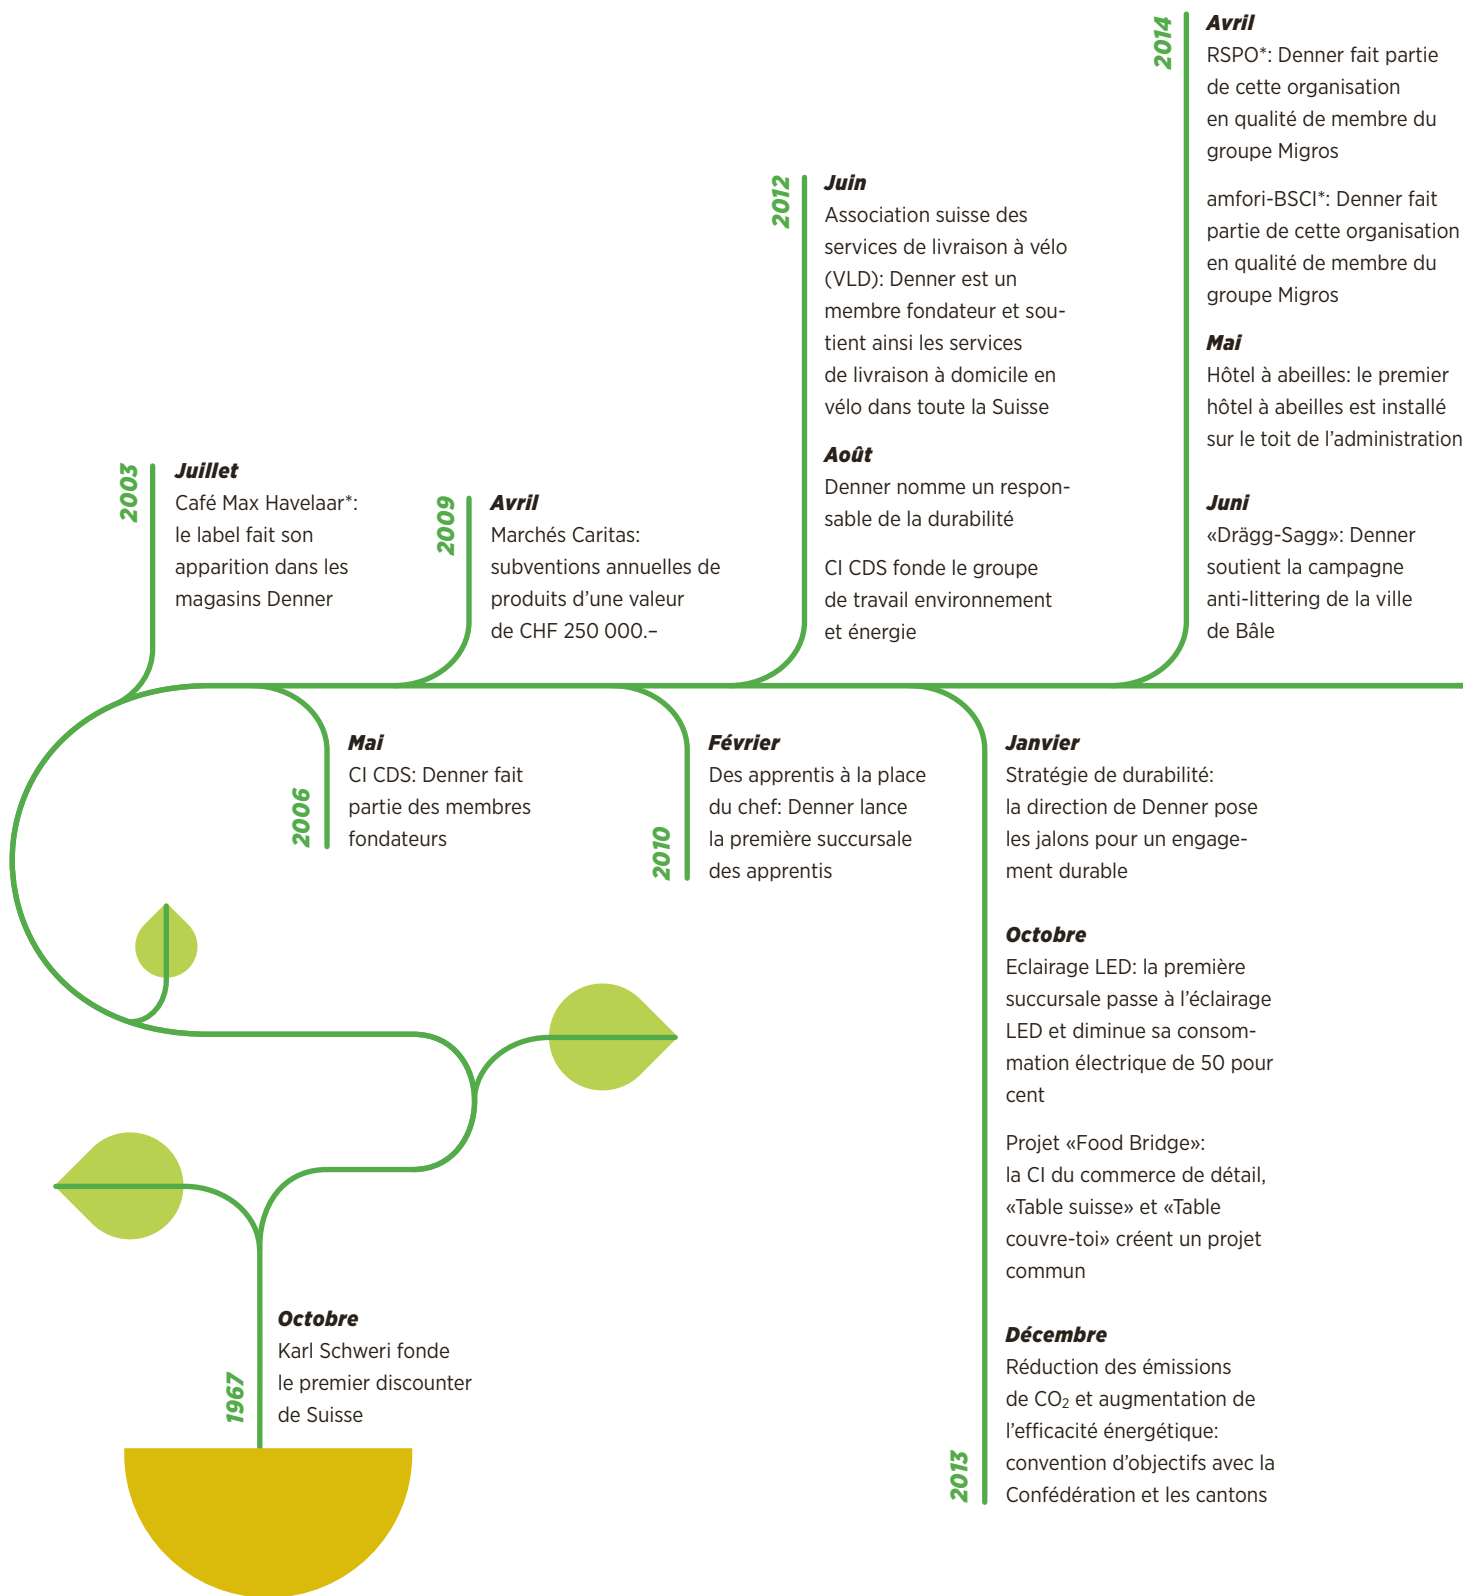 1967
Octobre
Karl Schweri fonde
le premier discounter
de Suisse
2003
Juillet
Café Max Havelaar*:
le label fait son
apparition dans les
magasins Denner
2006
Mai
CI CDS: Denner fait
partie des membres
fondateurs
2009
Avril
Marchés Caritas:
subventions annuelles de
produits d’une valeur
de CHF 250 000.–
2010
Février
Des apprentis à la place
du chef: Denner lance
la première succursale
des apprentis
2012
Juin
Association suisse des
services de livraison à vélo
(VLD): Denner est un
membre fondateur et sou-
tient ainsi les services
de livraison à domicile en
vélo dans toute la Suisse
Août
Denner nomme un respon-
sable de la durabilité
CI CDS fonde le groupe
de travail environnement
et énergie
2013
Janvier
Stratégie de durabilité:
la direction de Denner pose
les jalons pour un engage-
ment durable
Octobre
Eclairage LED: la première
succursale passe à l’éclairage
LED et diminue sa consom-
mation électrique de 50 pour
cent
Projet «Food Bridge»:
la CI du commerce de détail,
«Table suisse» et «Table
couvre-toi» créent un projet
commun
Décembre
Réduction des émissions
de CO₂ et augmentation de
l’efficacité énergétique:
convention d’objectifs avec la
Confédération et les cantons
2014
Avril
RSPO*: Denner fait partie
de cette organisation
en qualité de membre du
groupe Migros
amfori-BSCI*: Denner fait
partie de cette organisation
en qualité de membre du
groupe Migros
Mai
Hôtel à abeilles: le premier
hôtel à abeilles est installé
sur le toit de l’administration
Juni
«Drägg-Sagg»: Denner
soutient la campagne
anti-littering de la ville
de Bâle